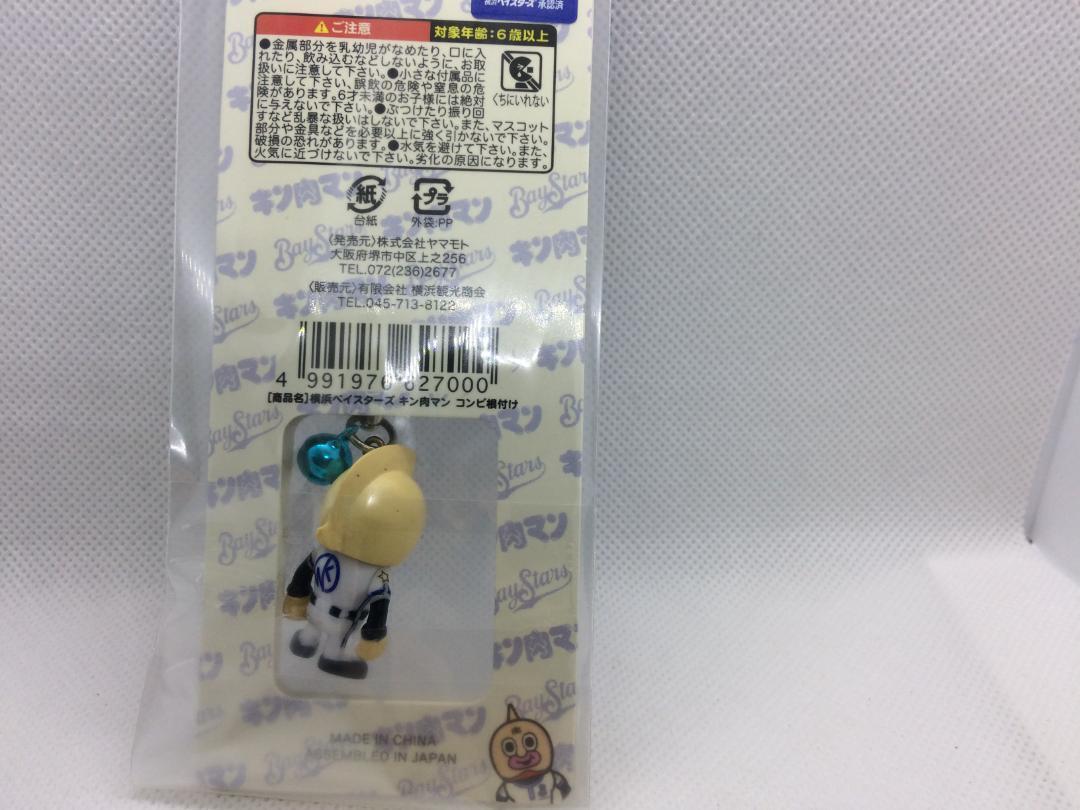 横浜ベイスターズ 承認済
ご注意
対象年齢:6歳以上
●金属部分を乳幼児がなめたり、口に入
れたり、飲み込むなどしないように、お取
扱いに注意して下さい。●小さな付属品に
注意して下さい、誤飲の危険や窒息の危
険があります。6才未満のお子様には絶対
に与えないで下さい。●ぶつけたり振り回
すなど乱暴な扱いはしないで下さい。また、マスコット
部分や金具などを必要以上に強く引かないで下さい。
破損の恐れがあります。●水気を避けて下さい。また、
火気に近づけないで下さい。劣化の原因になります。
くちにいれない
紙
プラ
台紙
外袋:PP
〈発売元〉株式会社ヤマモト
大阪府堺市中区上之256
TEL.072(236)2677
〈販売元〉有限会社 横浜観光商会
TEL.045-713-8122
4 991976 627000
[商品名]横浜ベイスターズ キン肉マン コンビ根付け
キン肉マン
BayStars
MADE IN CHINA
ASSEMBLED IN JAPAN